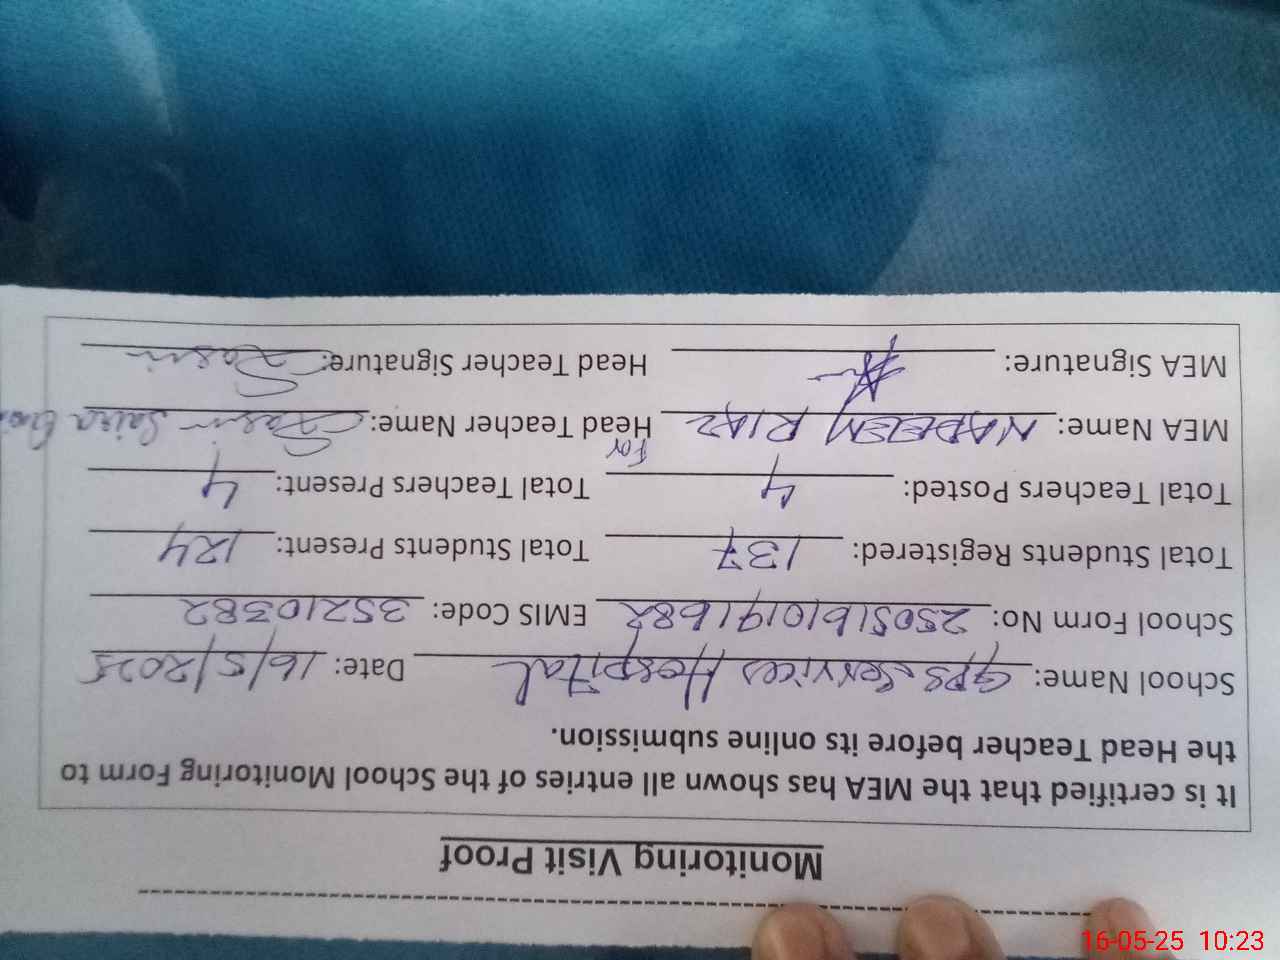 Monitoring Visit Proof
It is certified that the MEA has shown all entries of the School Monitoring Form to
the Head Teacher before its online submission.
School Name: GPS Services Hospital Date: 16/5/2025
School Form No: EMIS Code: 35210382
Total Students Registered: 137 Total Students Present: 124
Total Teachers Posted: 4 Total Teachers Present: 4
For
MEA Name: NADEEM RIAZ Head Teacher Name: Saira
MEA Signature: Head Teacher Signature:
16-05-25 10:23